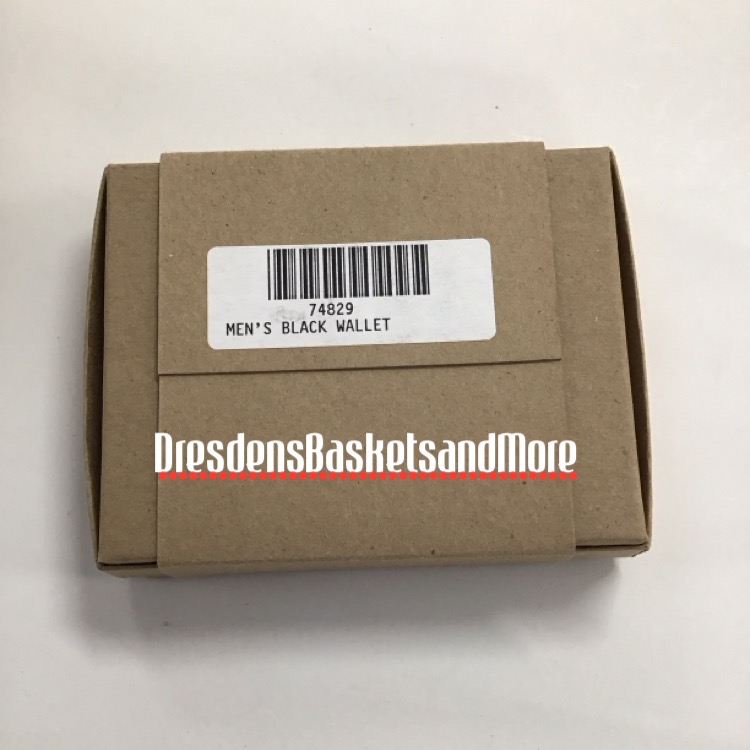 74829
MEN'S BLACK WALLET
DresdensBasketsandMore